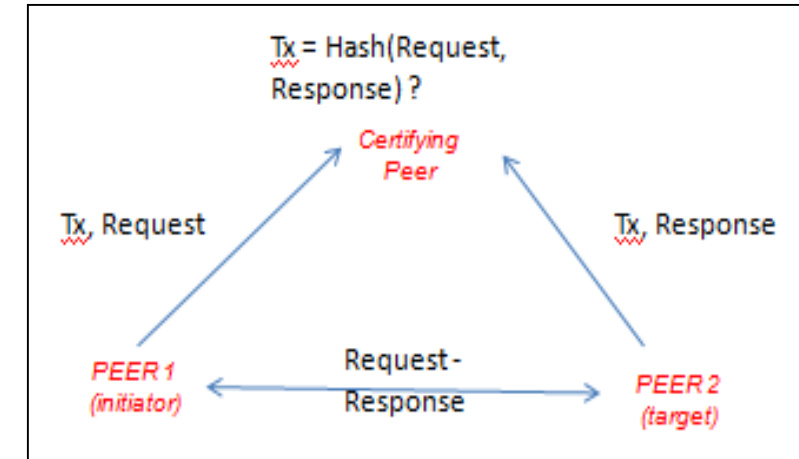 Tx = Hash(Request,
Response) ?
Certifying
Peer
Tx, Request
Tx, Response
PEER 1
(initiator)
Request -
Response
PEER 2
(target)